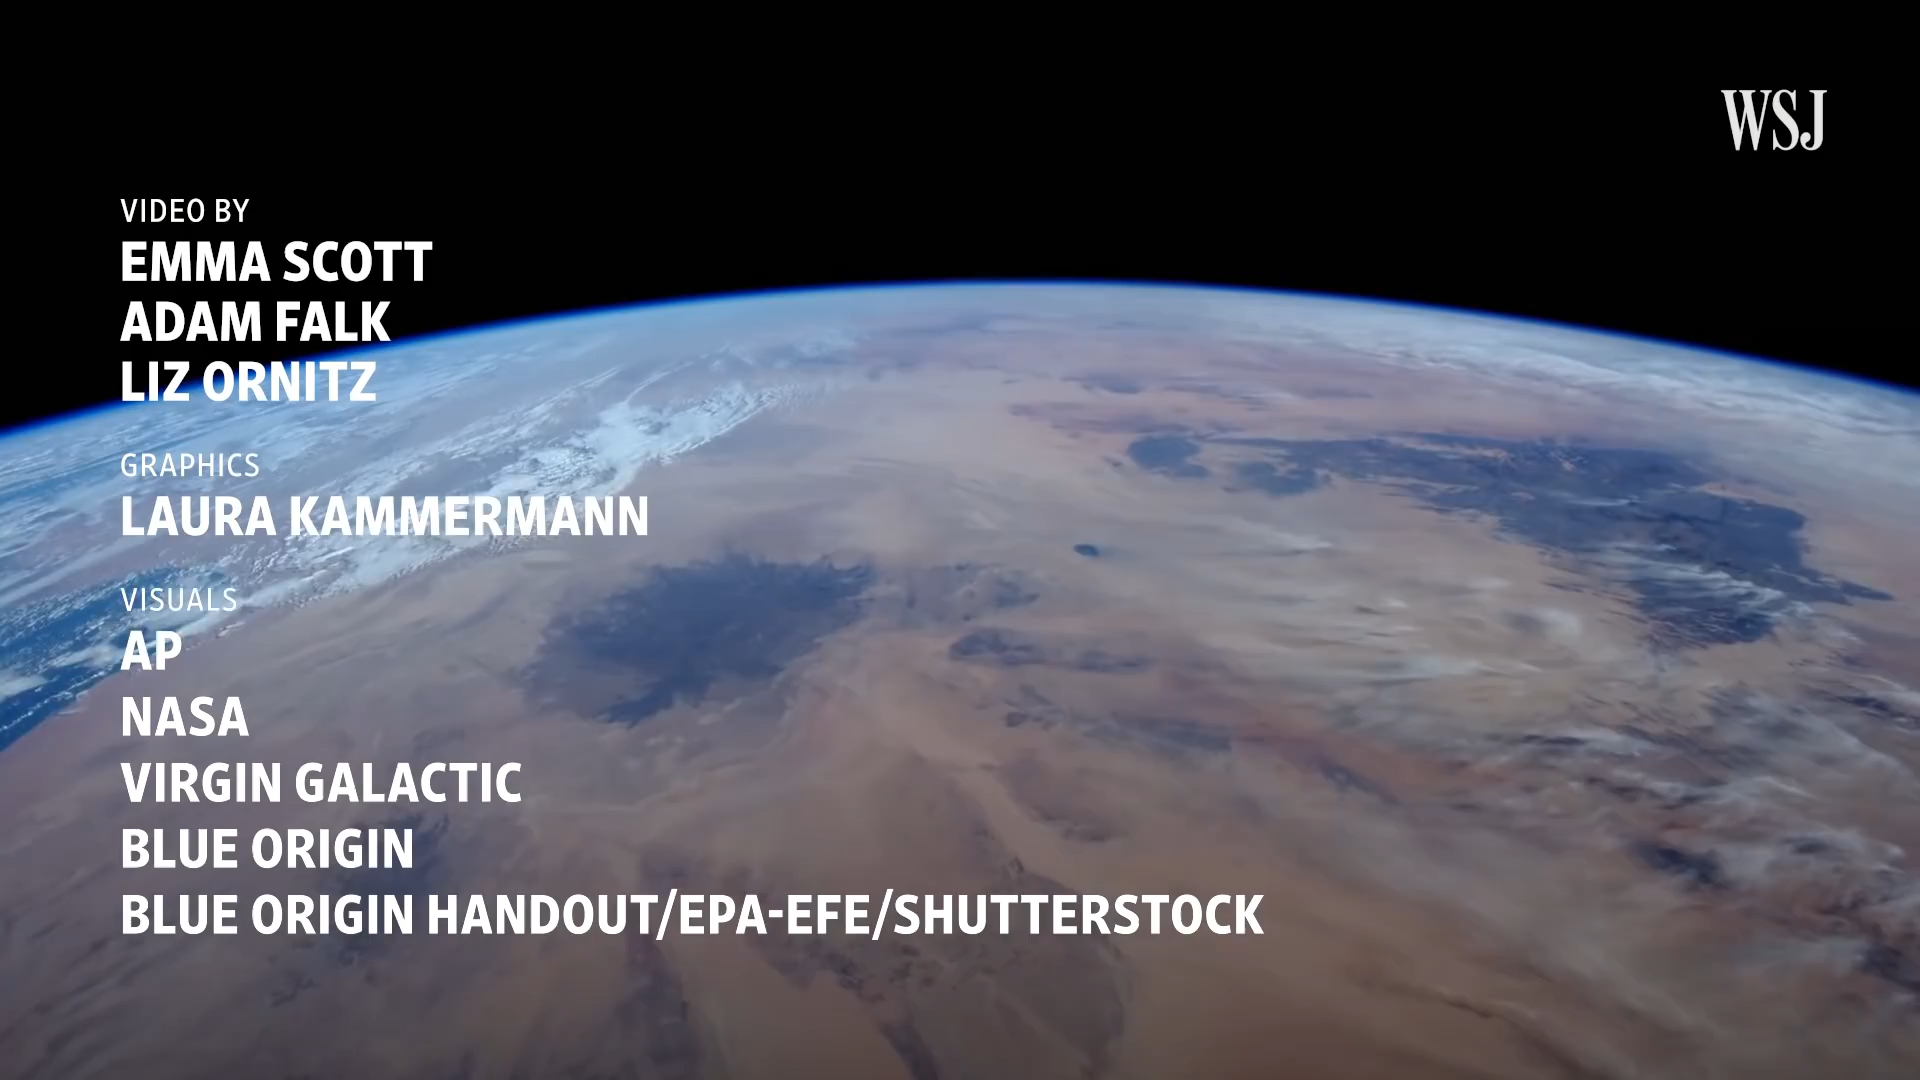 WSJ
VIDEO BY
EMMA SCOTT
ADAM FALK
LIZ ORNITZ
GRAPHICS
LAURA KAMMERMANN
VISUALS
AP
NASA
VIRGIN GALACTIC
BLUE ORIGIN
BLUE ORIGIN HANDOUT/EPA-EFE/SHUTTERSTOCK